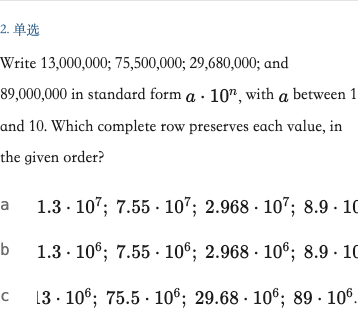 2. 单选
Write 13,000,000; 75,500,000; 29,680,000; and
89,000,000 in standard form a · 10ⁿ, with a between 1
and 10. Which complete row preserves each value, in
the given order?
a 1.3 · 10⁷; 7.55 · 10⁷; 2.968 · 10⁷; 8.9 · 10
b 1.3 · 10⁶; 7.55 · 10⁶; 2.968 · 10⁶; 8.9 · 10
c 13 · 10⁶; 75.5 · 10⁶; 29.68 · 10⁶; 89 · 10⁶.